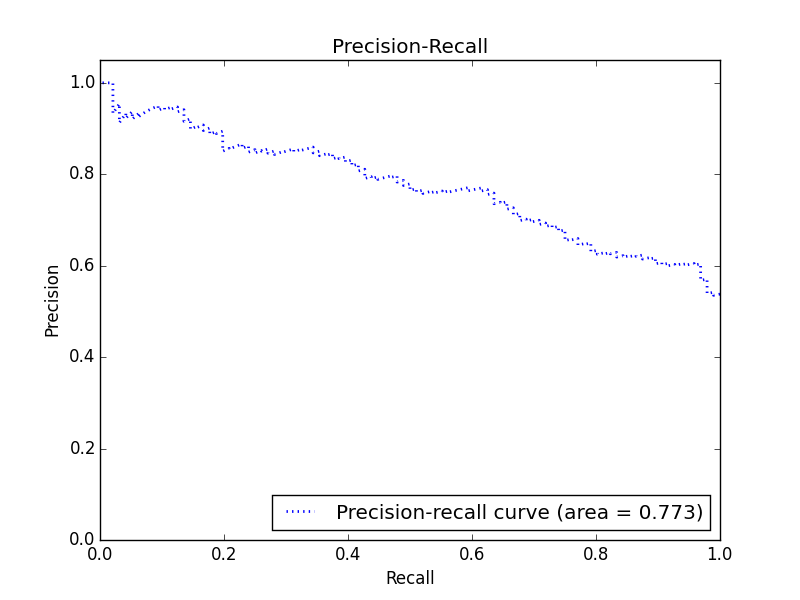 Precision-Recall
1.0
0.8
0.6
0.4
0.2
0.0
Precision
0.0 0.2 0.4 0.6 0.8 1.0
Recall
Precision-recall curve (area = 0.773)